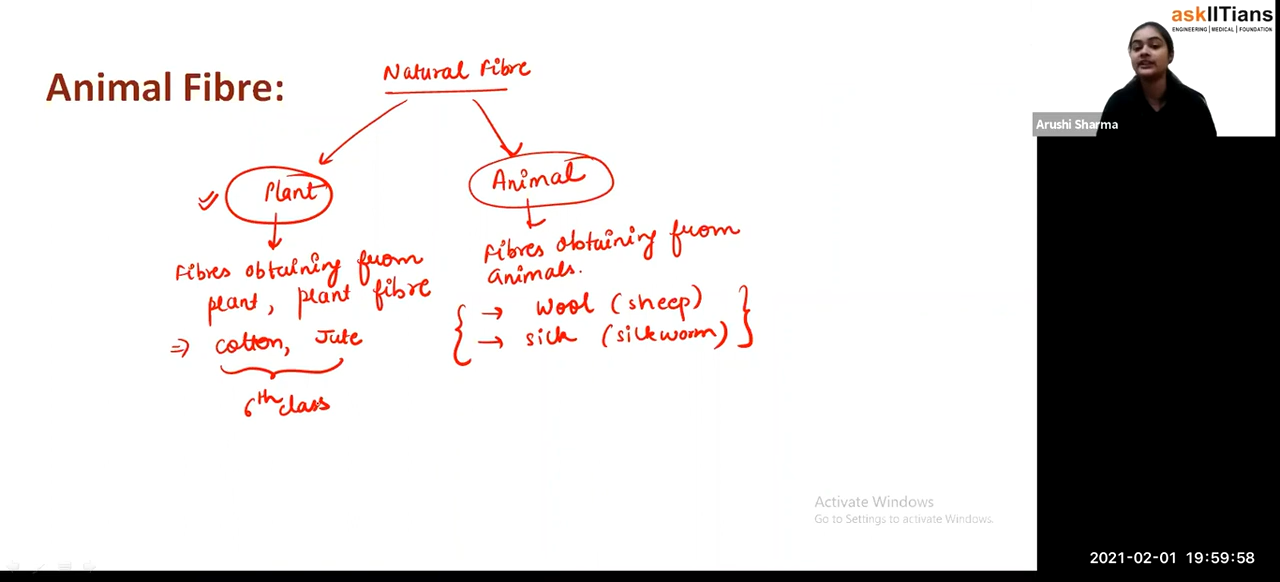 askIITians
ENGINEERING | MEDICAL | FOUNDATION
Arushi Sharma
Animal Fibre:
Natural Fibre
Plant
Animal
Fibres obtaining from
plant, plant fibre
⇒ cotton, Jute
6th class
Fibres obtaining from
animals.
→ Wool (sheep)
→ sick (silkworm)
Activate Windows
Go to Settings to activate Windows.
2021-02-01 19:59:58